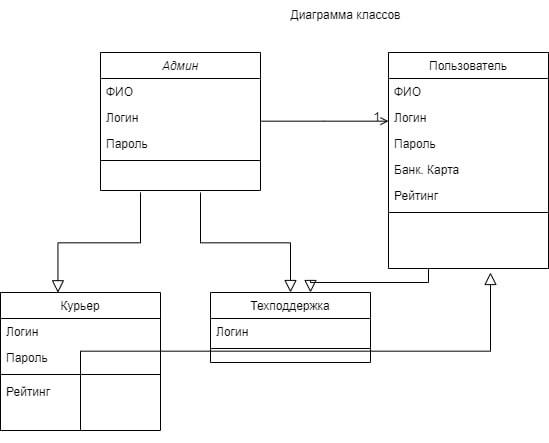 Диаграмма классов
Админ
ФИО
Логин
Пароль
1
Пользователь
ФИО
Логин
Пароль
Банк. Карта
Рейтинг
Курьер
Логин
Пароль
Рейтинг
Техподдержка
Логин